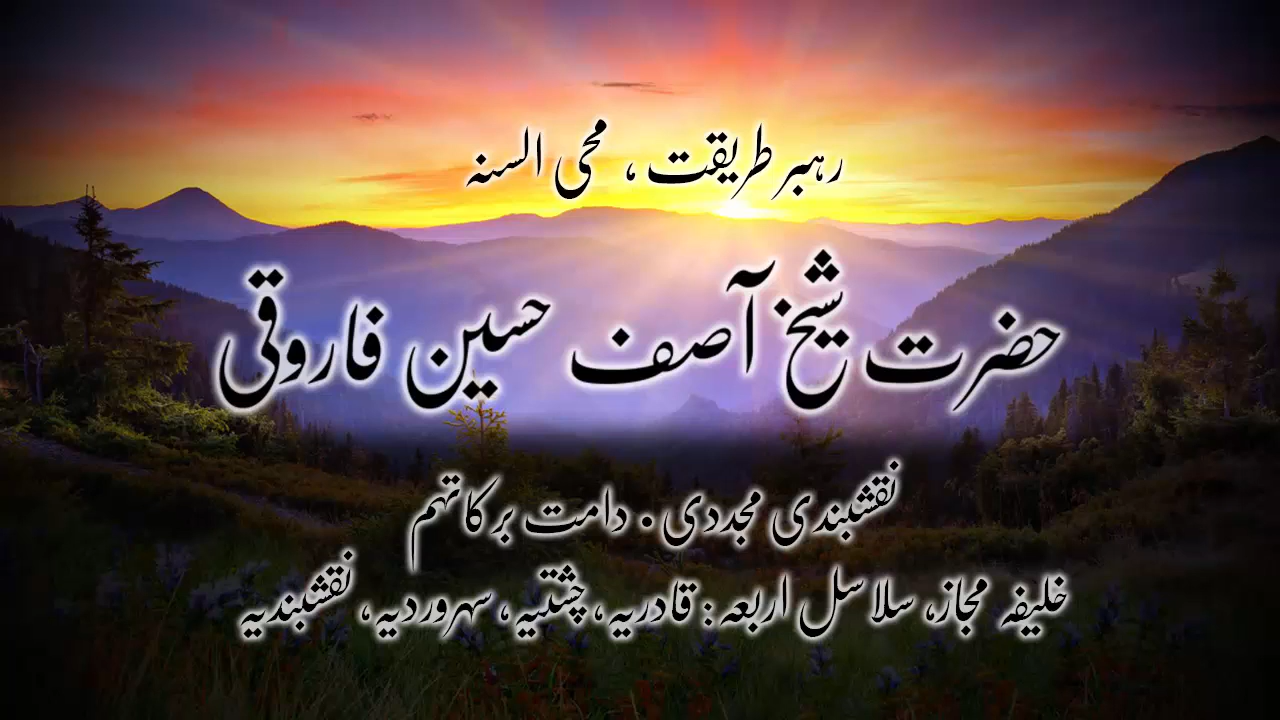 رہبر طریقت ، محی السنہ
حضرت شیخ آصف حسین فاروقی
نقشبندی مجددی ۔ دامت برکاتہم
خلیفہ مجاز، سلاسل اربعہ : قادریہ، چشتیہ، سہروردیہ، نقشبندیہ